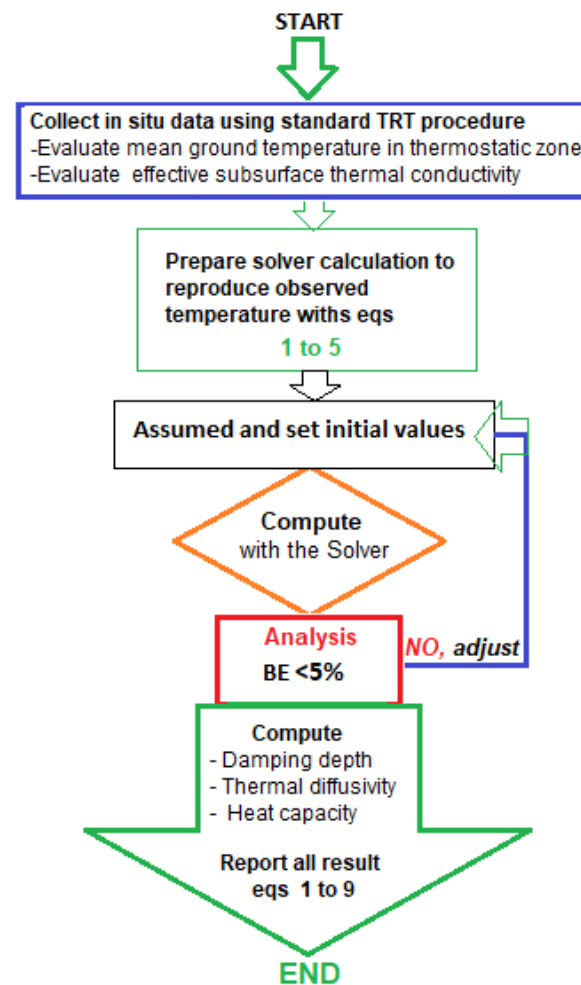 START
Collect in situ data using standard TRT procedure
-Evaluate mean ground temperature in thermostatic zone
-Evaluate effective subsurface thermal conductivity
Prepare solver calculation to
reproduce observed
temperature withs eqs
1 to 5
Assumed and set initial values
Compute
with the Solver
Analysis
BE <5%
NO, adjust
Compute
- Damping depth
- Thermal diffusivity
- Heat capacity
Report all result
eqs 1 to 9
END